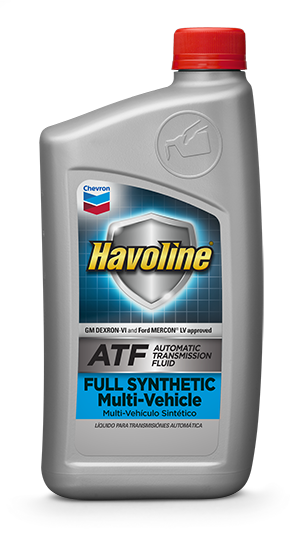 Chevron
Havoline®
GM DEXRON-VI and Ford MERCON® LV approved
ATF AUTOMATIC
TRANSMISSION
FLUID
FULL SYNTHETIC
Multi-Vehicle
Multi-Vehículo Sintético
LÍQUIDO PARA TRANSMISIONES AUTOMÁTICA